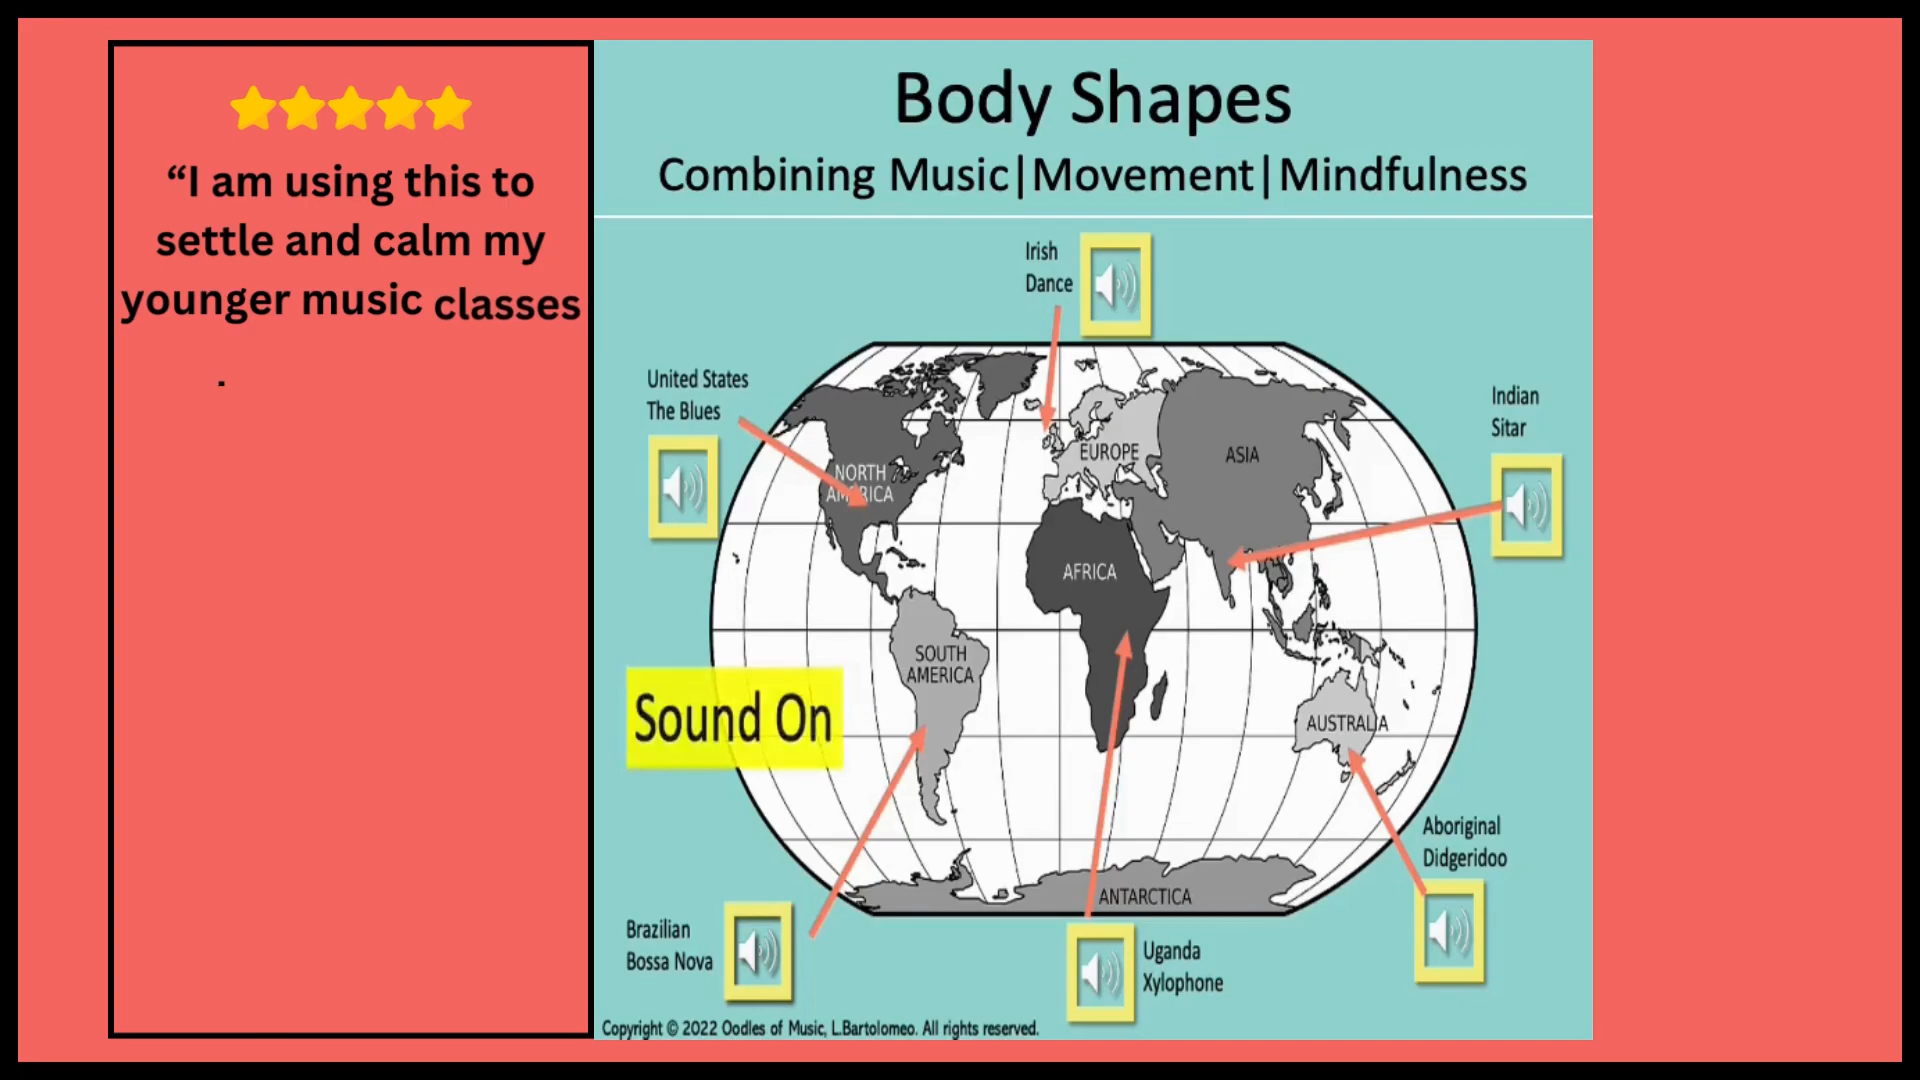 “I am using this to
settle and calm my
younger music classes
.
Body Shapes
Combining Music|Movement|Mindfulness
Irish
Dance
United States
The Blues
Indian
Sitar
NORTH
AMERICA
EUROPE
ASIA
AFRICA
SOUTH
AMERICA
Sound On
AUSTRALIA
Aboriginal
Didgeridoo
ANTARCTICA
Brazilian
Bossa Nova
Uganda
Xylophone
Copyright © 2022 Oodles of Music, L.Bartolomeo. All rights reserved.